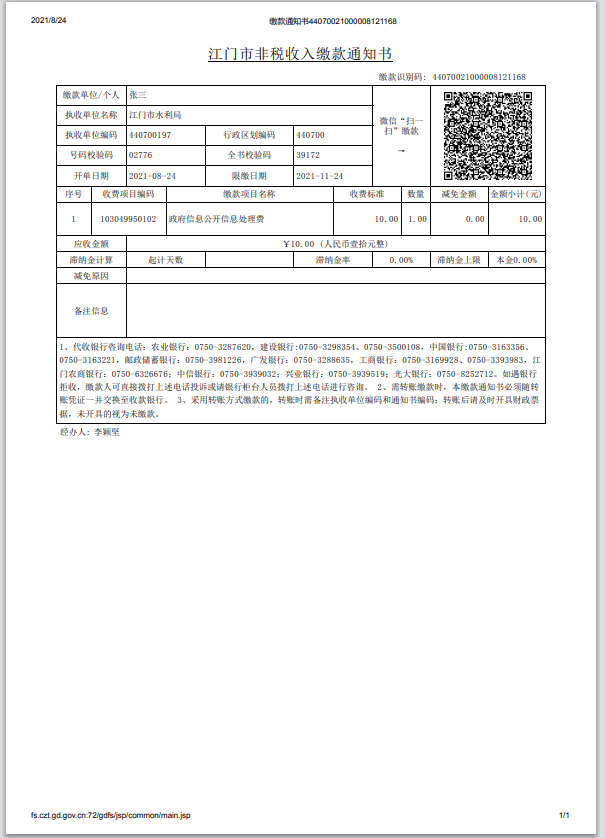 2021/8/24 缴款通知书44070021000008121168
江门市非税收入缴款通知书
缴款识别码: 44070021000008121168
缴款单位/个人 张三
执收单位名称 江门市水利局
执收单位编码 440700197 行政区划编码 440700
号码校验码 02776 全书校验码 39172
开单日期 2021-08-24 限缴日期 2021-11-24
微信“扫一
扫”缴款
→
序号 收费项目编码 缴款项目名称 收费标准 数量 减免金额 金额小计(元)
1 103049950102 政府信息公开信息处理费 10.00 1.00 0.00 10.00
应收金额 ¥10.00 (人民币壹拾元整)
滞纳金计算 起计天数 滞纳金率 0.00% 滞纳金上限 本金0.00%
减免原因
备注信息
1、代收银行咨询电话：农业银行: 0750-3287620，建设银行:0750-3298354、0750-3500108，中国银行:0750-3163356、
0750-3163221，邮政储蓄银行: 0750-3981226，广发银行: 0750-3288635，工商银行: 0750-3169928、0750-3393983，江
门农商银行: 0750-6326676; 中信银行: 0750-3939032; 兴业银行: 0750-3939519; 光大银行: 0750-8252712。如遇银行
拒收，缴款人可直接拨打上述电话投诉或请银行柜台人员拨打上述电话进行咨询。 2、需转账缴款时，本缴款通知书必须随转
账凭证一并交换至收款银行。 3、采用转账方式缴款的，转账时需备注执收单位编码和通知书编码；转账后请及时开具财政票
据，未开具的视为未缴款。
经办人: 李颖坚
fs.czt.gd.gov.cn:72/gdfs/jsp/common/main.jsp 1/1